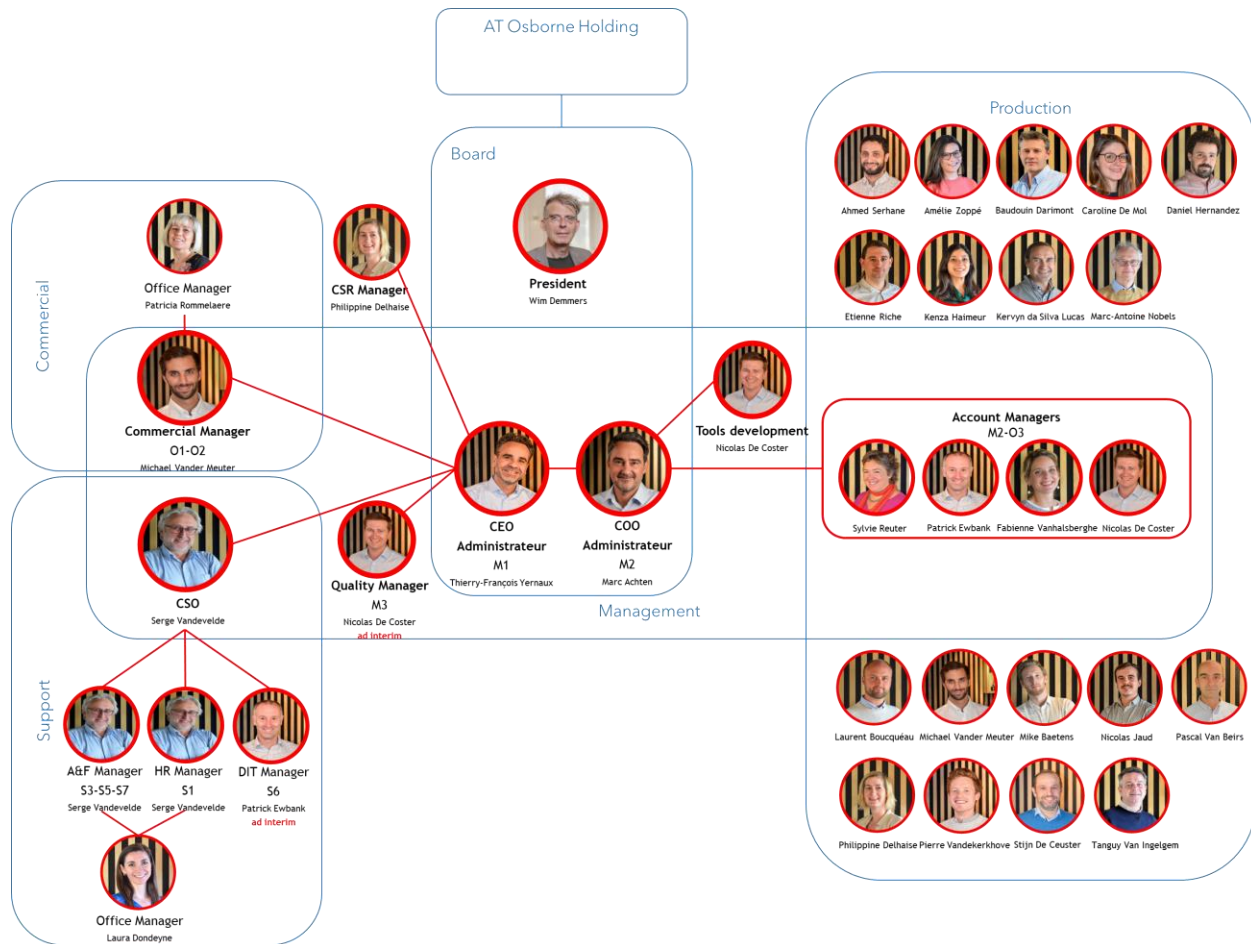 AT Osborne Holding
Board
President
Wim Demmers
Production
Ahmed Serhane
Amélie Zoppé
Baudouin Darimont
Caroline De Mol
Daniel Hernandez
Etienne Riche
Kenza Haimeur
Kervyn da Silva Lucas
Marc-Antoine Nobels
Commercial
Office Manager
Patricia Rommelaere
CSR Manager
Philippine Delhaise
Commercial Manager
O1-O2
Michael Vander Meuter
Tools development
Nicolas De Coster
Account Managers
M2-O3
Sylvie Reuter
Patrick Ewbank
Fabienne Vanhalsberghe
Nicolas De Coster
CEO
Administrateur
M1
Thierry-François Yernaux
COO
Administrateur
M2
Marc Achten
CSO
Serge Vandevelde
Quality Manager
M3
Nicolas De Coster
ad interim
Management
Support
A&F Manager
S3-S5-S7
Serge Vandevelde
HR Manager
S1
Serge Vandevelde
DIT Manager
S6
Patrick Ewbank
ad interim
Office Manager
Laura Dondeyne
Laurent Boucquéau
Michael Vander Meuter
Mike Baetens
Nicolas Jaud
Pascal Van Beirs
Philippine Delhaise
Pierre Vandekerkhove
Stijn De Ceuster
Tanguy Van Ingelgem